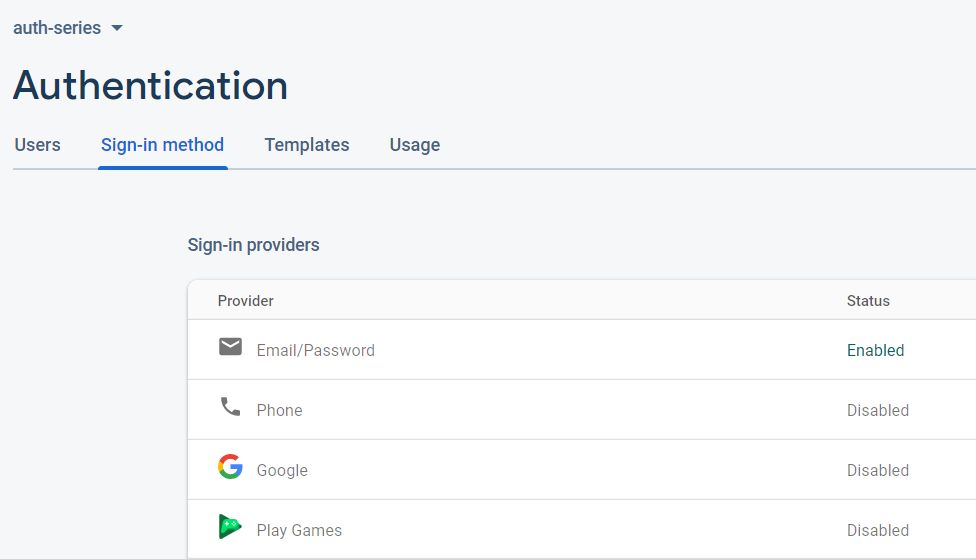 auth-series
Authentication
Users Sign-in method Templates Usage
Sign-in providers
Provider Status
Email/Password Enabled
Phone Disabled
Google Disabled
Play Games Disabled